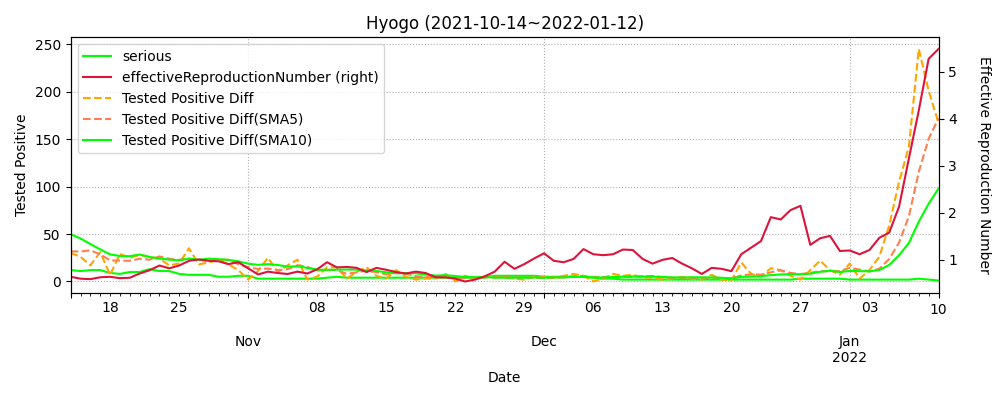 Hyogo (2021-10-14~2022-01-12)
serious
effectiveReproductionNumber (right)
Tested Positive Diff
Tested Positive Diff(SMA5)
Tested Positive Diff(SMA10)
Tested Positive
250
200
150
100
50
0
5
4
3
2
1
Effective Reproduction Number
18 25 08 15 22 29 06 13 20 27 03 10
Nov Dec Jan
2022
Date